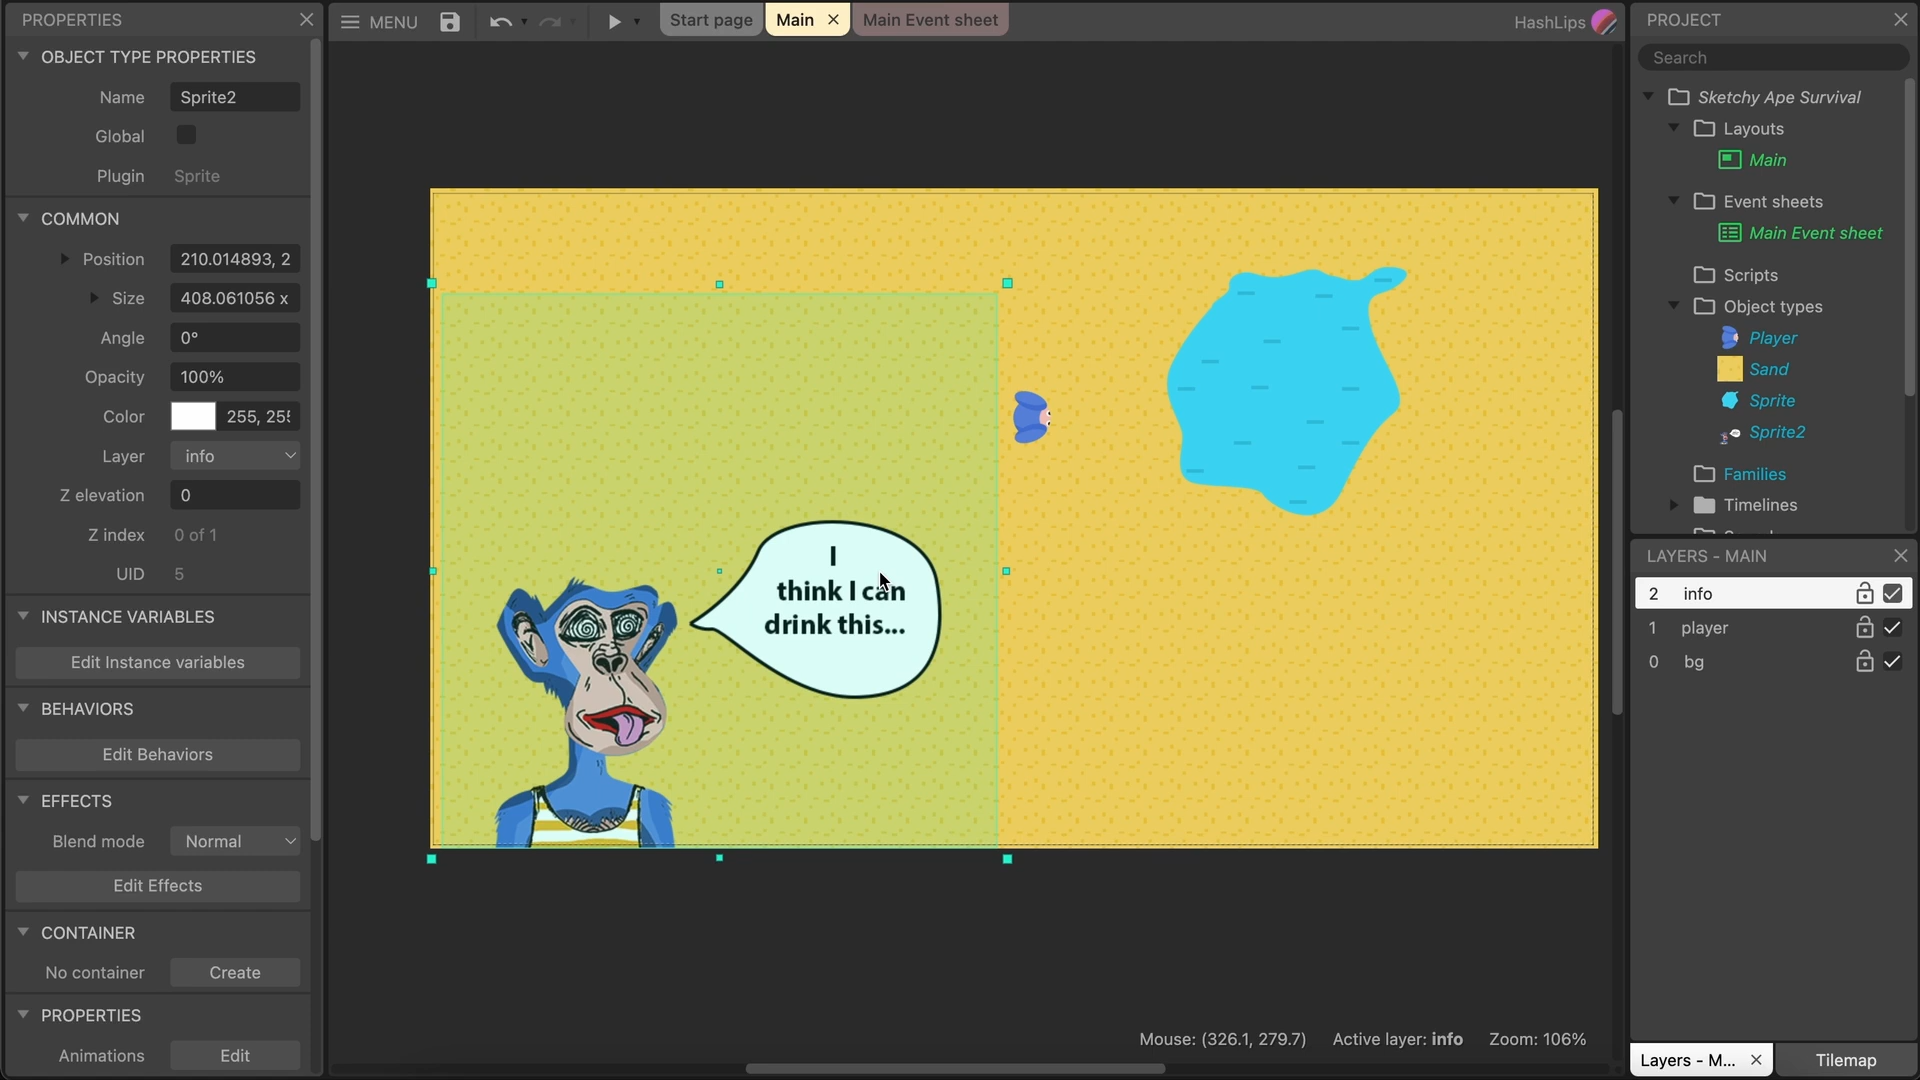 PROPERTIES
OBJECT TYPE PROPERTIES
Name Sprite2
Global
Plugin Sprite
COMMON
Position 210.014893, 2
Size 408.061056 x
Angle 0°
Opacity 100%
Color 255, 25
Layer info
Z elevation 0
Z index 0 of 1
UID 5
INSTANCE VARIABLES
Edit Instance variables
BEHAVIORS
Edit Behaviors
EFFECTS
Blend mode Normal
Edit Effects
CONTAINER
No container Create
PROPERTIES
Animations Edit
MENU
Start page
Main
Main Event sheet
HashLips
I
think I can
drink this...
Mouse: (326.1, 279.7) Active layer: info Zoom: 106%
PROJECT
Search
Sketchy Ape Survival
Layouts
Main
Event sheets
Main Event sheet
Scripts
Object types
Player
Sand
Sprite
Sprite2
Families
Timelines
LAYERS - MAIN
2 info
1 player
0 bg
Layers - M...
Tilemap